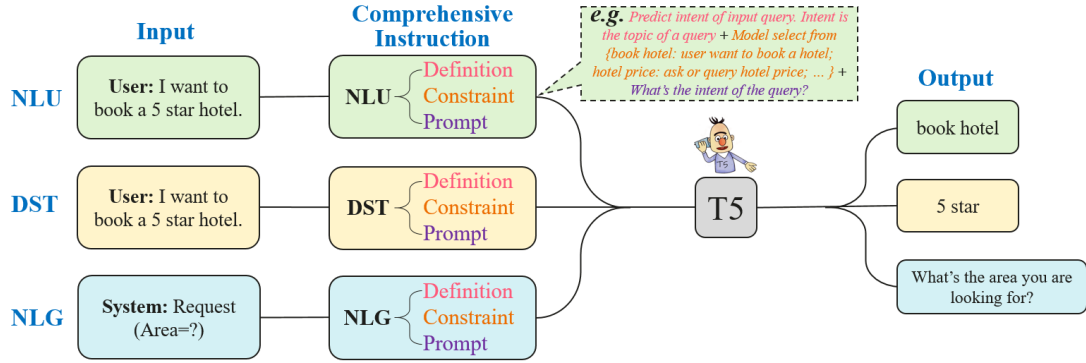 Input
Comprehensive
Instruction
e.g. Predict intent of input query. Intent is
the topic of a query + Model select from
{book hotel: user want to book a hotel;
hotel price: ask or query hotel price; … } +
What's the intent of the query?
Output
NLU
User: I want to
book a 5 star hotel.
NLU
Definition
Constraint
Prompt
book hotel
DST
User: I want to
book a 5 star hotel.
DST
Definition
Constraint
Prompt
T5
T5
5 star
NLG
System: Request
(Area=?)
NLG
Definition
Constraint
Prompt
What's the area you are
looking for?